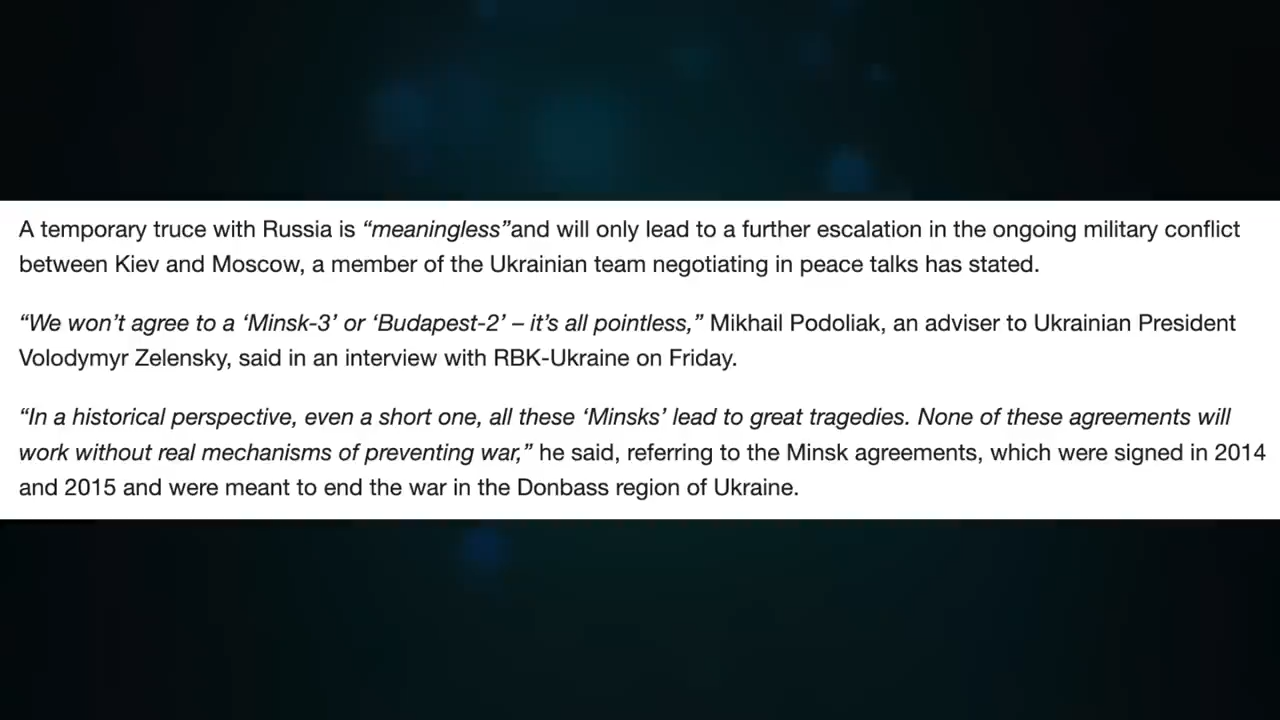 A temporary truce with Russia is “meaningless”and will only lead to a further escalation in the ongoing military conflict
between Kiev and Moscow, a member of the Ukrainian team negotiating in peace talks has stated.
“We won’t agree to a ‘Minsk-3’ or ‘Budapest-2’ – it’s all pointless,” Mikhail Podoliak, an adviser to Ukrainian President
Volodymyr Zelensky, said in an interview with RBK-Ukraine on Friday.
“In a historical perspective, even a short one, all these ‘Minsks’ lead to great tragedies. None of these agreements will
work without real mechanisms of preventing war,” he said, referring to the Minsk agreements, which were signed in 2014
and 2015 and were meant to end the war in the Donbass region of Ukraine.